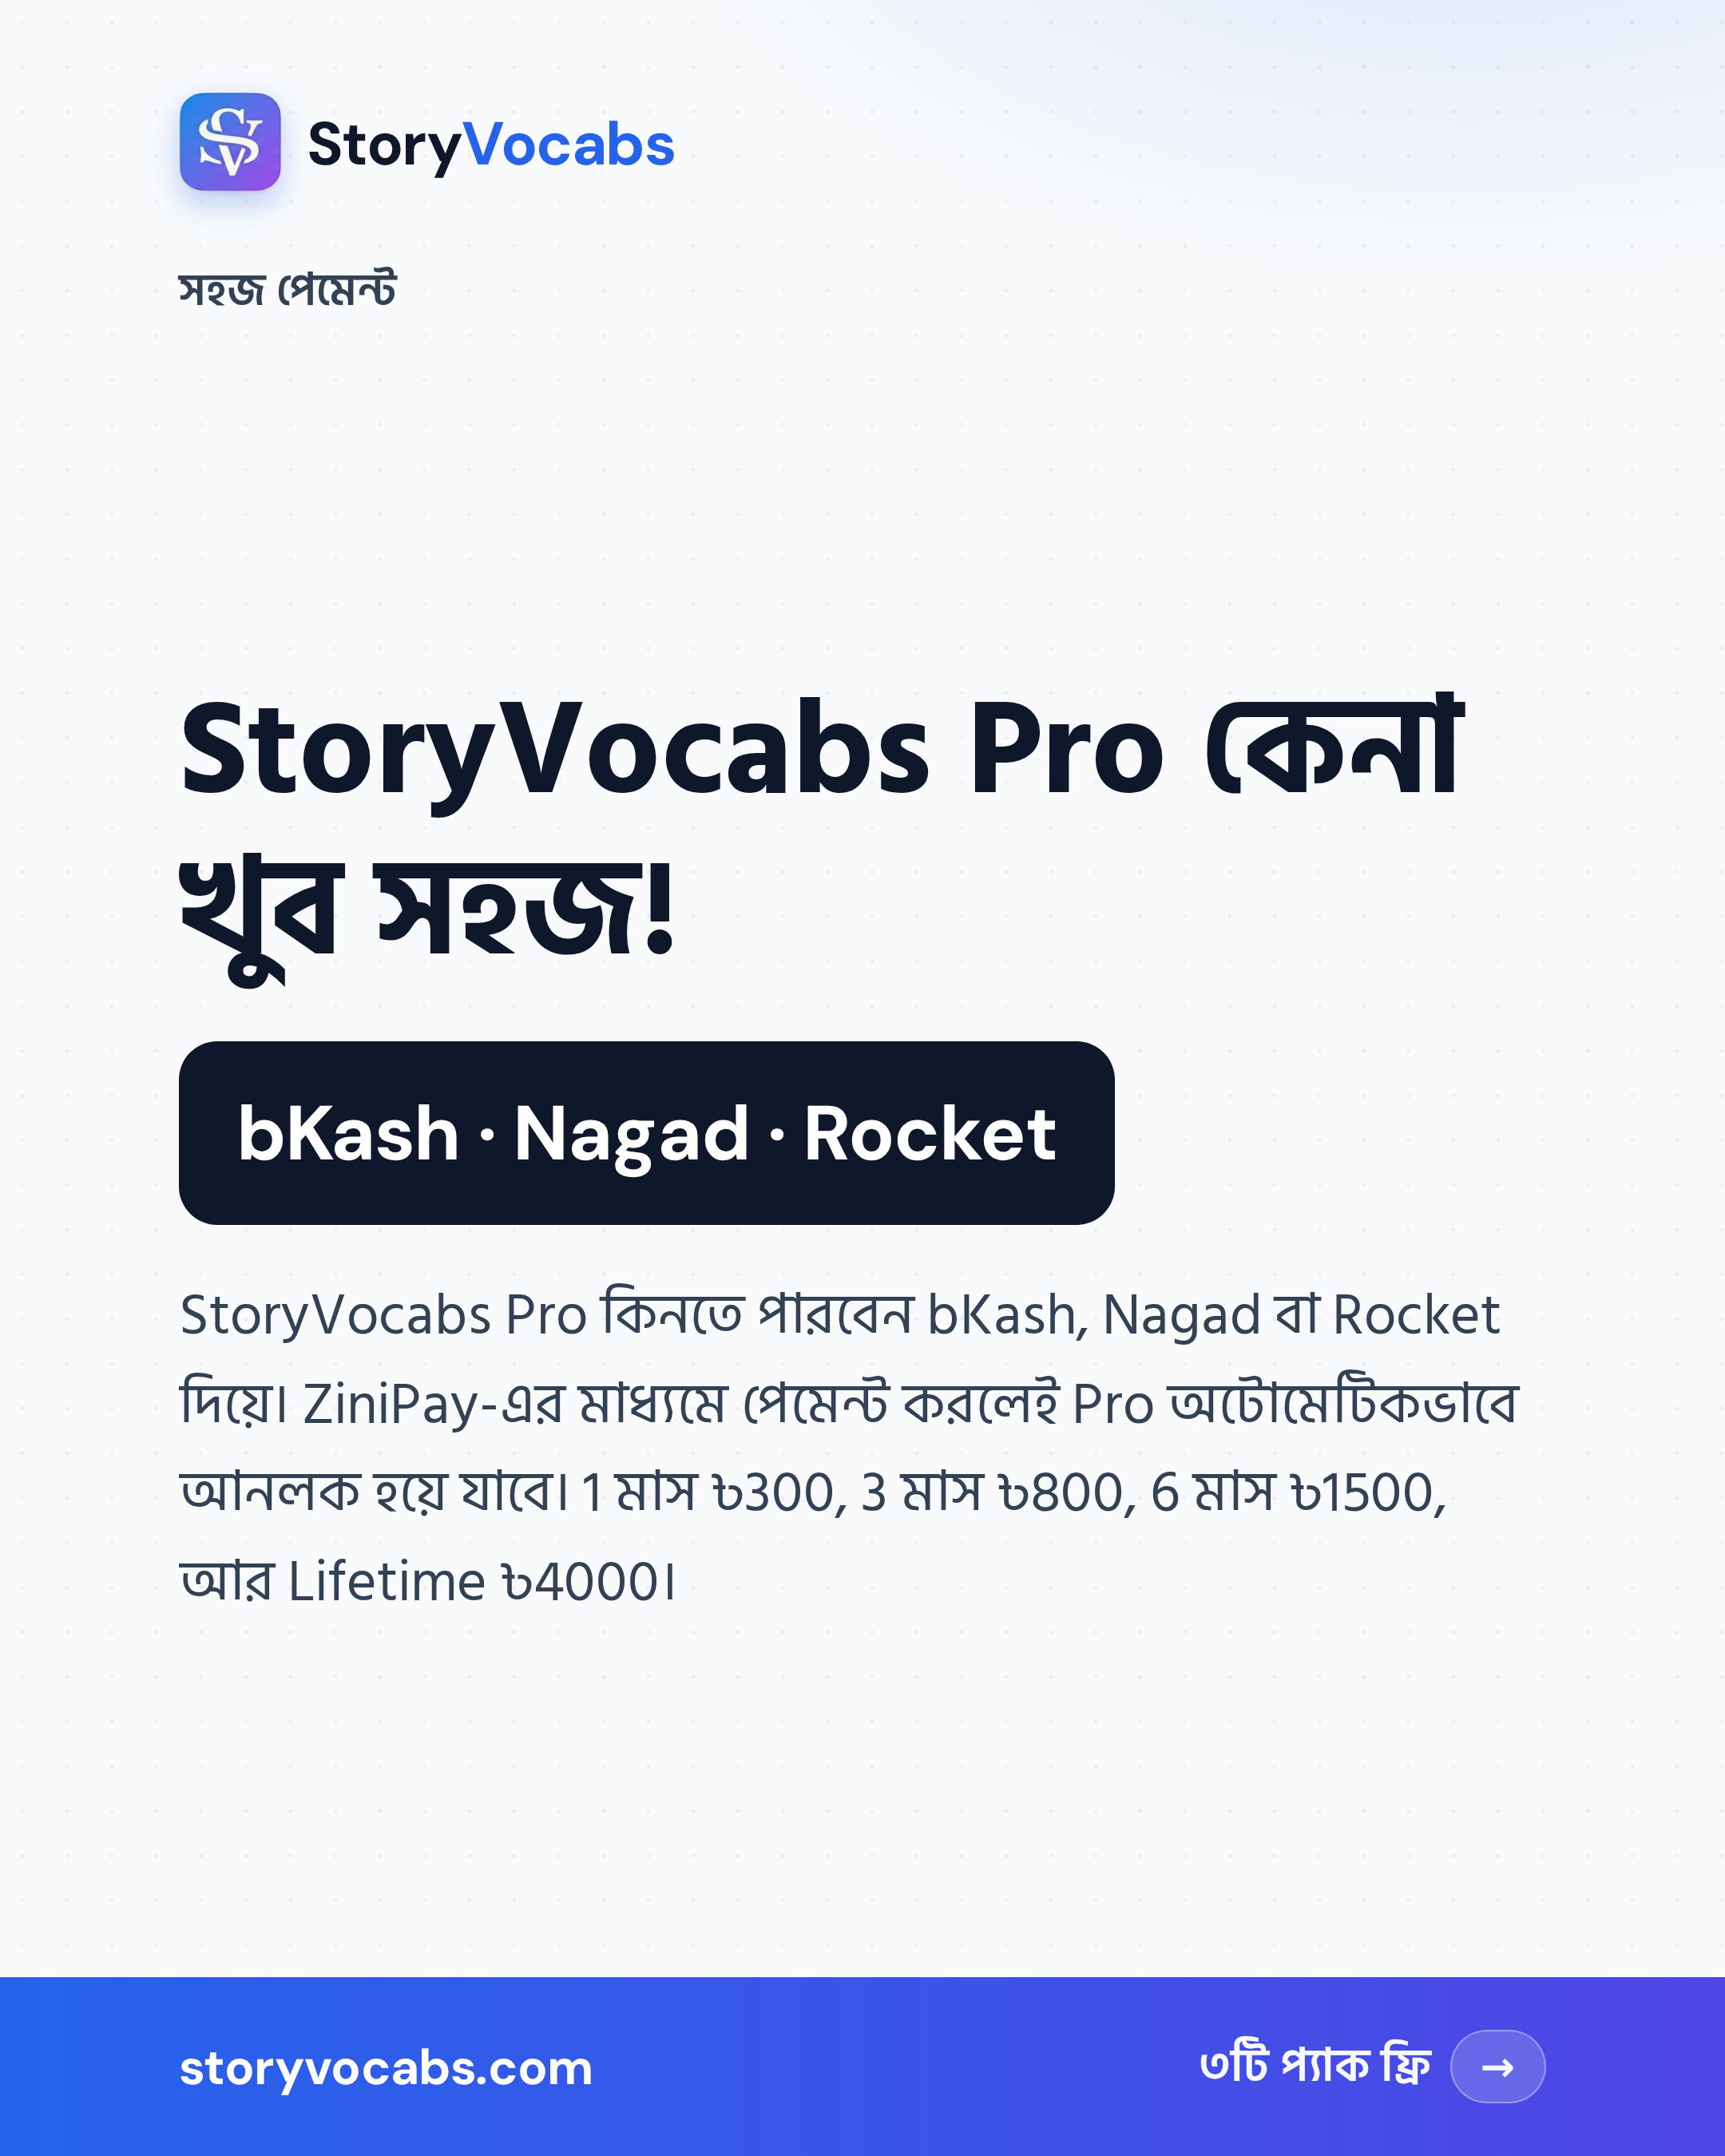 StoryVocabs
সহজ পেমেন্ট
StoryVocabs Pro কেনা
খুব সহজ!
bKash · Nagad · Rocket
StoryVocabs Pro কিনতে পারবেন bKash, Nagad বা Rocket
দিয়ে। ZiniPay-এর মাধ্যমে পেমেন্ট করলেই Pro অটোমেটিকভাবে
আনলক হয়ে যাবে। 1 মাস ৳300, 3 মাস ৳800, 6 মাস ৳1500,
আর Lifetime ৳4000।
storyvocabs.com
৩টি প্যাক ফ্রি →